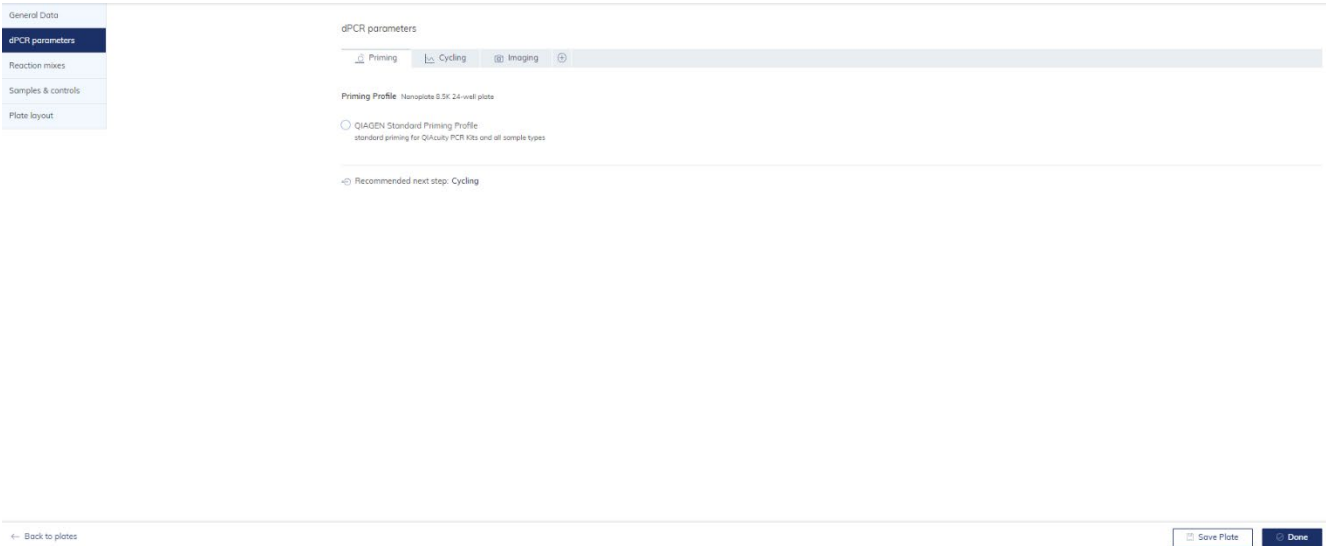 General Data
dPCR parameters
Reaction mixes
Samples & controls
Plate layout
dPCR parameters
Priming Cycling Imaging
Priming Profile Nanoplate 8.5K 24-well plate
QIAGEN Standard Priming Profile
standard priming for QIAcuity PCR Kits and all sample types
Recommended next step: Cycling
← Back to plates Save Plate Done